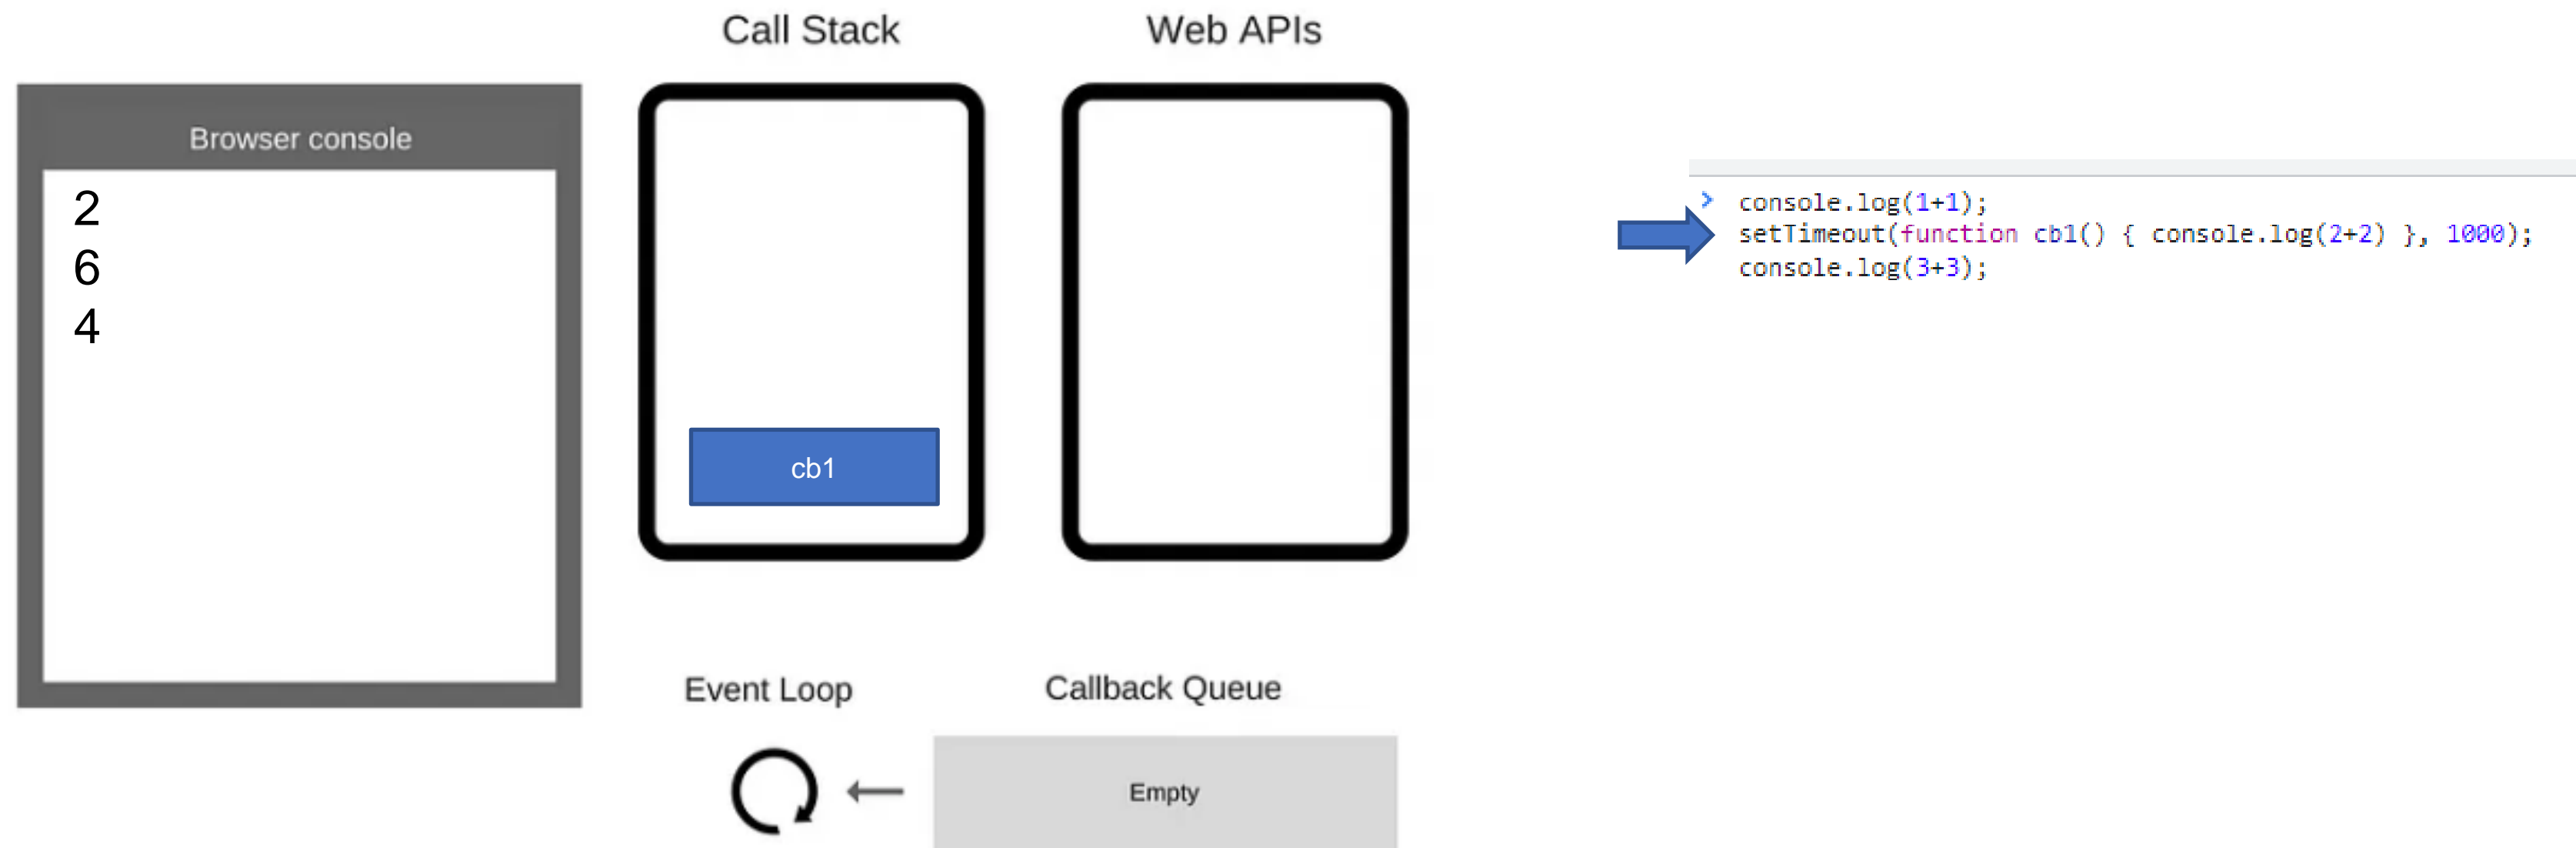 Call Stack
Web APIs
Browser console
2
6
4
cb1
> console.log(1+1);
setTimeout(function cb1() { console.log(2+2) }, 1000);
console.log(3+3);
Event Loop
Callback Queue
Empty